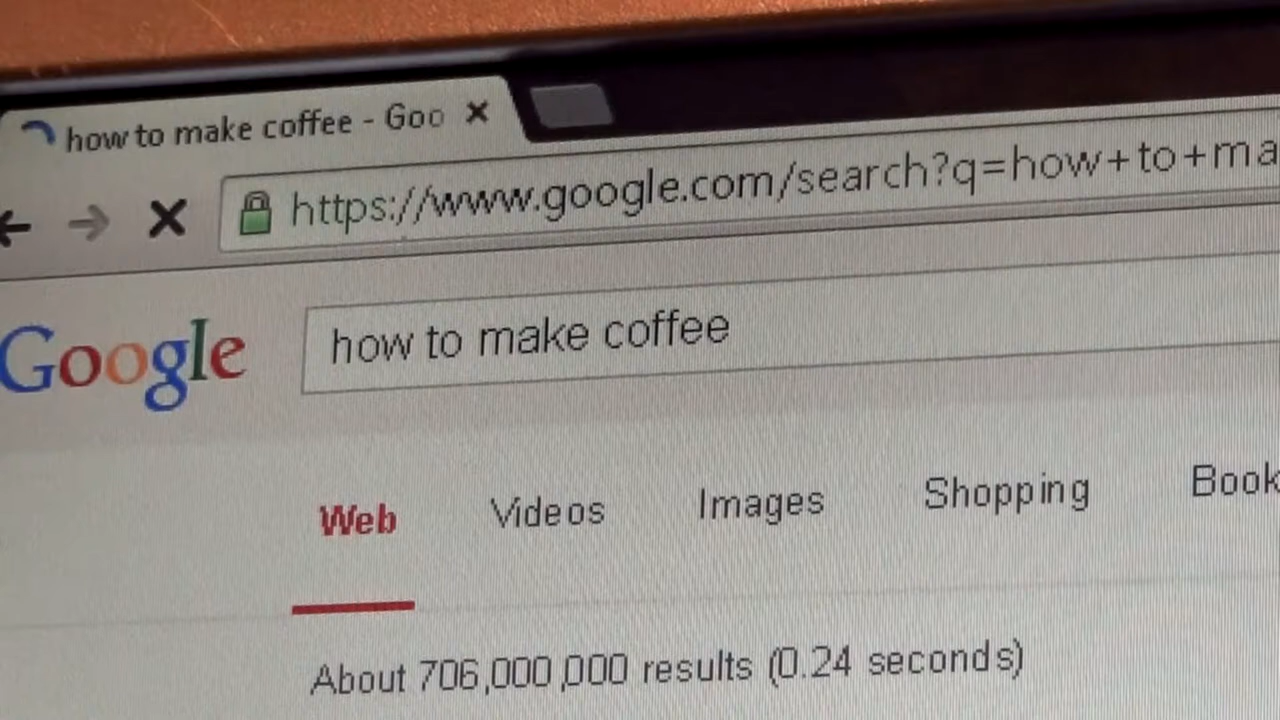 how to make coffee - Goo
https://www.google.com/search?q=how+to+ma
Google
how to make coffee
Web Videos Images Shopping Book
About 706,000,000 results (0.24 seconds)